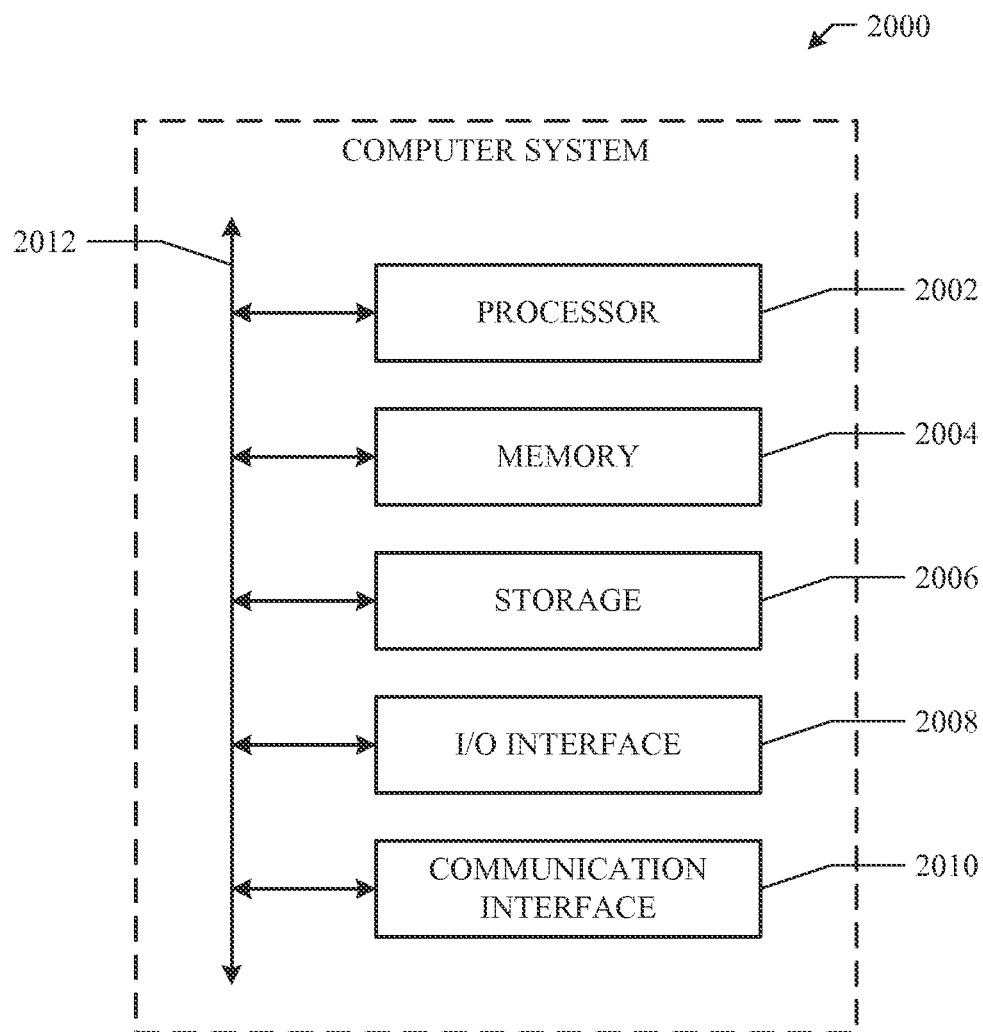 2000
COMPUTER SYSTEM
2012
PROCESSOR
2002
MEMORY
2004
STORAGE
2006
I/O INTERFACE
2008
COMMUNICATION
INTERFACE
2010